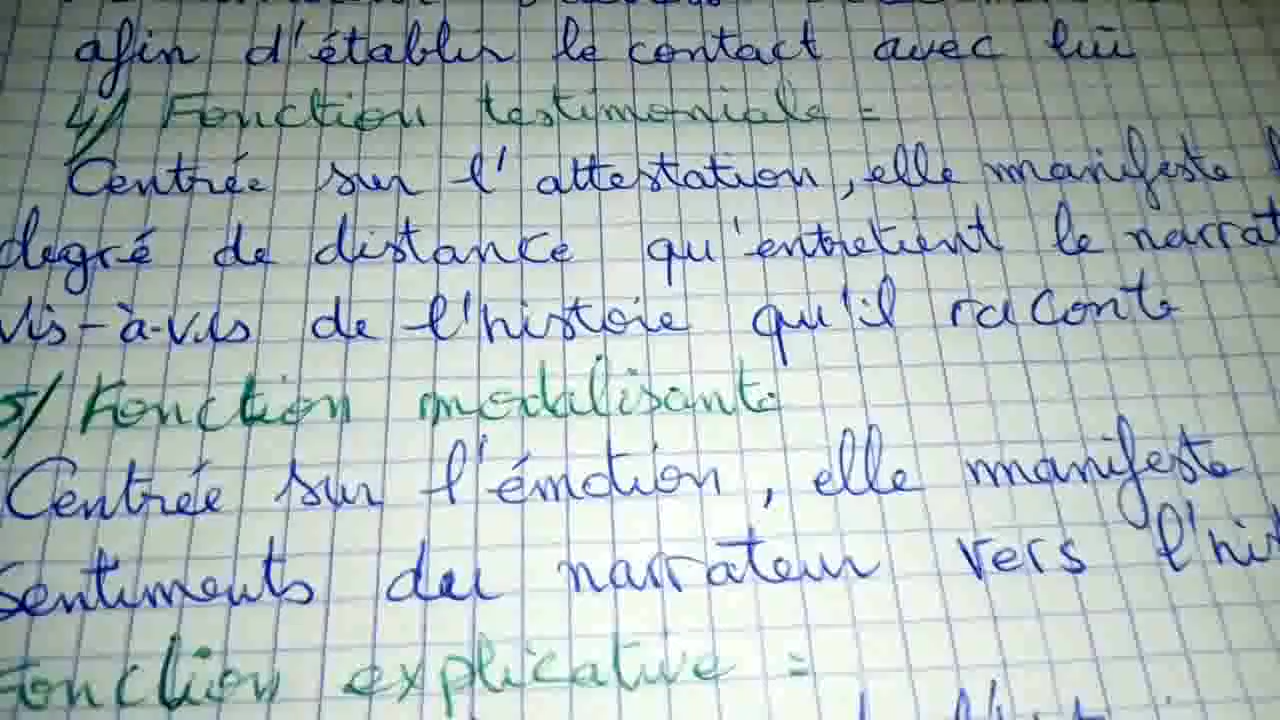 afin d'établir le contact avec lui
4/ Fonction testimoniale =
Centrée sur l'attestation, elle manifeste
degré de distance qu'entretient le narrat
vis-à-vis de l'histoire qu'il raconte
5/ Fonction modalisante
Centrée sur l'émotion, elle manifeste
sentiments du narrateur vers l'hist
Fonction explicative =